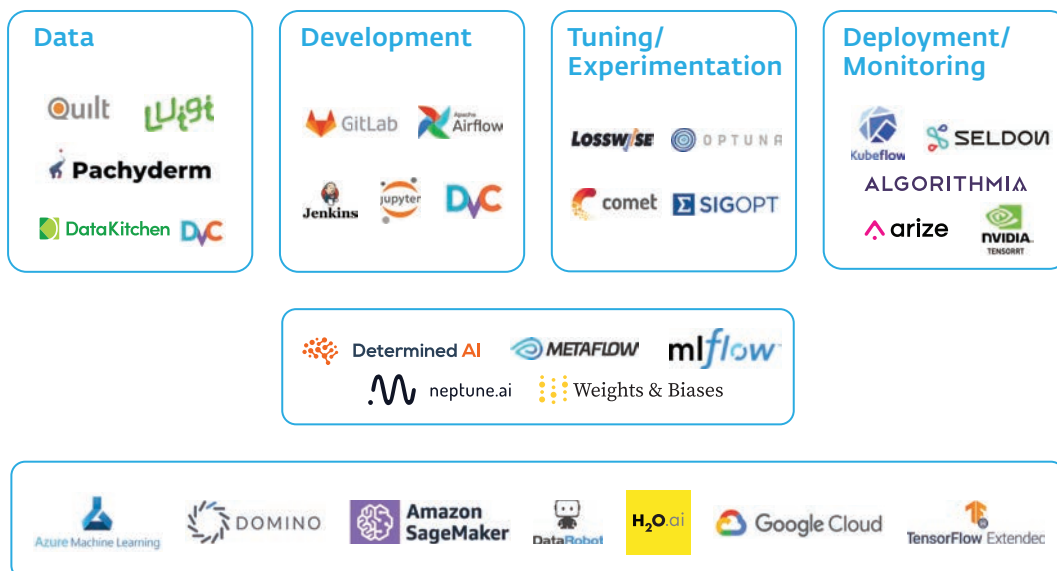 Data
Quilt
Luigi
Pachyderm
DataKitchen
DVC
Development
GitLab
Apache
Airflow
Jenkins
jupyter
DVC
Tuning/
Experimentation
LOSSWISE
OPTUNA
comet
SIGOPT
Deployment/
Monitoring
Kubeflow
SELDON
ALGORITHMIA
arize
NVIDIA.
TENSORRT
Determined AI
METAFLOW
mlflow
neptune.ai
Weights & Biases
Azure Machine Learning
DOMINO
Amazon
SageMaker
DataRobot
H2O.ai
Google Cloud
TE
TensorFlow Extended